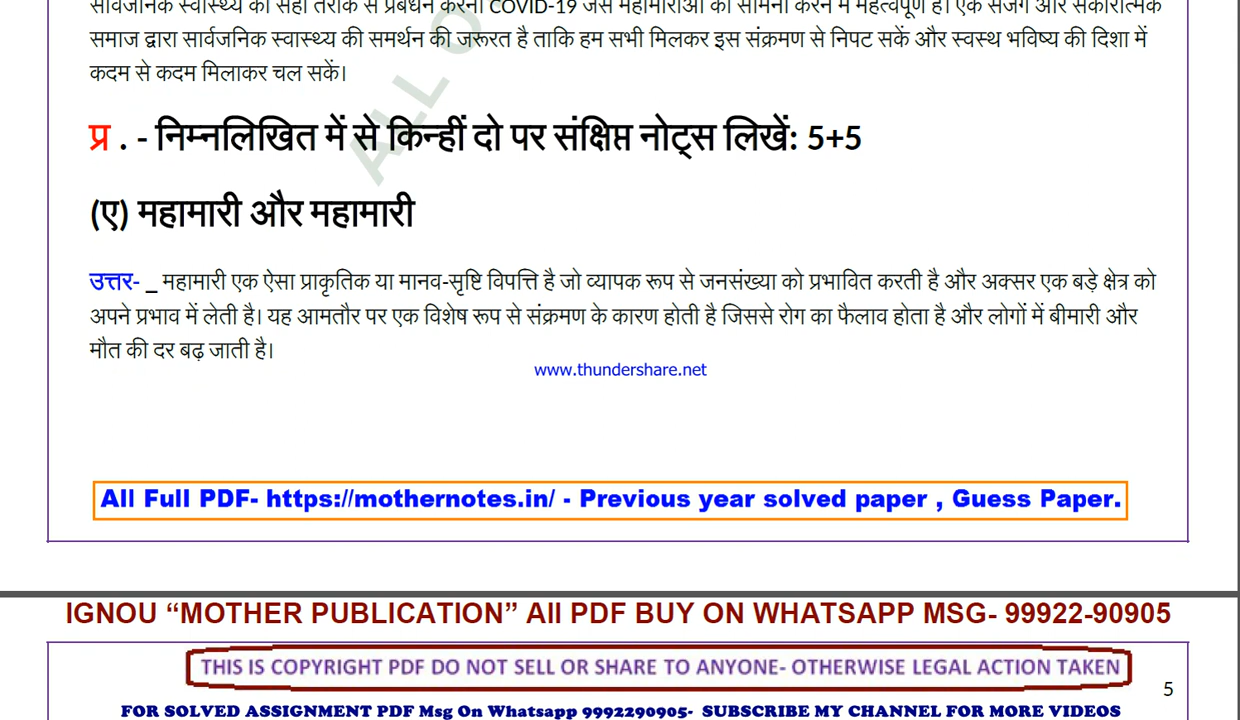 सार्वजनिक स्वास्थ्य को सही तरीके से प्रबंधन करना COVID-19 जैसे महामारीओं का सामना करने में महत्वपूर्ण है। एक सजग और सकारात्मक
समाज द्वारा सार्वजनिक स्वास्थ्य की समर्थन की जरूरत है ताकि हम सभी मिलकर इस संक्रमण से निपट सकें और स्वस्थ भविष्य की दिशा में
कदम से कदम मिलाकर चल सकें।
ALL O
प्र . - निम्नलिखित में से किन्हीं दो पर संक्षिप्त नोट्स लिखें: 5+5
(ए) महामारी और महामारी
उत्तर- _ महामारी एक ऐसा प्राकृतिक या मानव-सृष्टि विपत्ति है जो व्यापक रूप से जनसंख्या को प्रभावित करती है और अक्सर एक बड़े क्षेत्र को
अपने प्रभाव में लेती है। यह आमतौर पर एक विशेष रूप से संक्रमण के कारण होती है जिससे रोग का फैलाव होता है और लोगों में बीमारी और
मौत की दर बढ़ जाती है।
www.thundershare.net
All Full PDF- https://mothernotes.in/ - Previous year solved paper , Guess Paper.
IGNOU “MOTHER PUBLICATION” All PDF BUY ON WHATSAPP MSG- 99922-90905
THIS IS COPYRIGHT PDF DO NOT SELL OR SHARE TO ANYONE- OTHERWISE LEGAL ACTION TAKEN
5
FOR SOLVED ASSIGNMENT PDF Msg On Whatsapp 9992290905- SUBSCRIBE MY CHANNEL FOR MORE VIDEOS